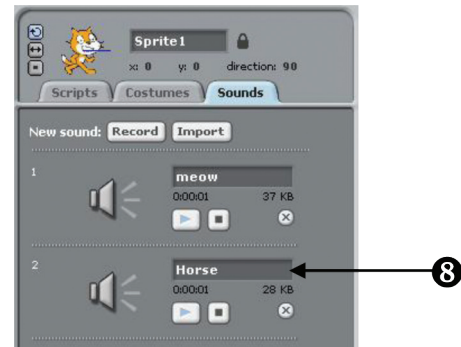 Sprite1
x: 0 y: 0 direction: 90
Scripts Costumes Sounds
New sound: Record Import
1
meow
0:00:01 37 KB
2
Horse
0:00:01 28 KB
8